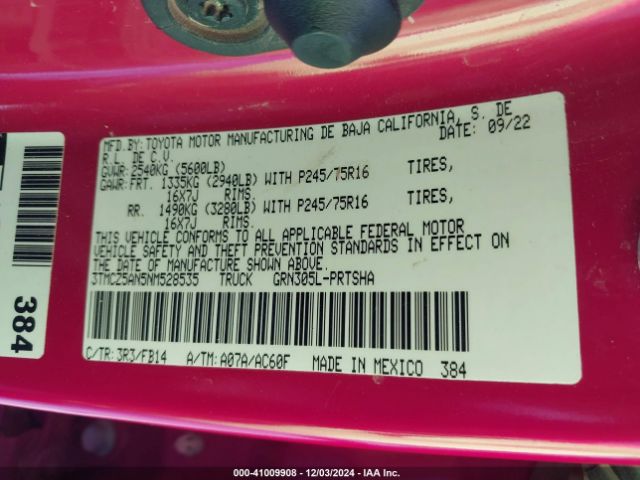 MFD.BY:TOYOTA MOTOR MANUFACTURING DE BAJA CALIFORNIA, S. DE
R.L. DE C.V. DATE: 09/22
GVWR: 2540KG (5600LB)
GAWR:FRT. 1335KG (2940LB) WITH P245/75R16 TIRES,
16X7J RIMS
RR. 1490KG (3280LB) WITH P245/75R16 TIRES,
16X7J RIMS
THIS VEHICLE CONFORMS TO ALL APPLICABLE FEDERAL MOTOR
VEHICLE SAFETY AND THEFT PREVENTION STANDARDS IN EFFECT ON
THE DATE OF MANUFACTURE SHOWN ABOVE.
3TMCZ5AN5NM528535 TRUCK GRN305L-PRTSHA
C/TR:3R3/FB14 A/TM:A07A/AC60F MADE IN MEXICO 384
384
000-41009908 - 12/03/2024 - IAA Inc.